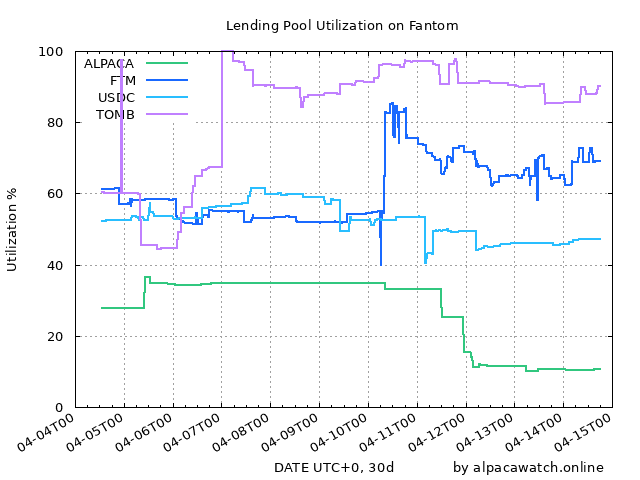 Lending Pool Utilization on Fantom
ALPACA
FTM
USDC
TOMB
Utilization %
100
80
60
40
20
0
04-04T00
04-05T00
04-06T00
04-07T00
04-08T00
04-09T00
04-10T00
04-11T00
04-12T00
04-13T00
04-14T00
04-15T00
DATE UTC+0, 30d
by alpacawatch.online